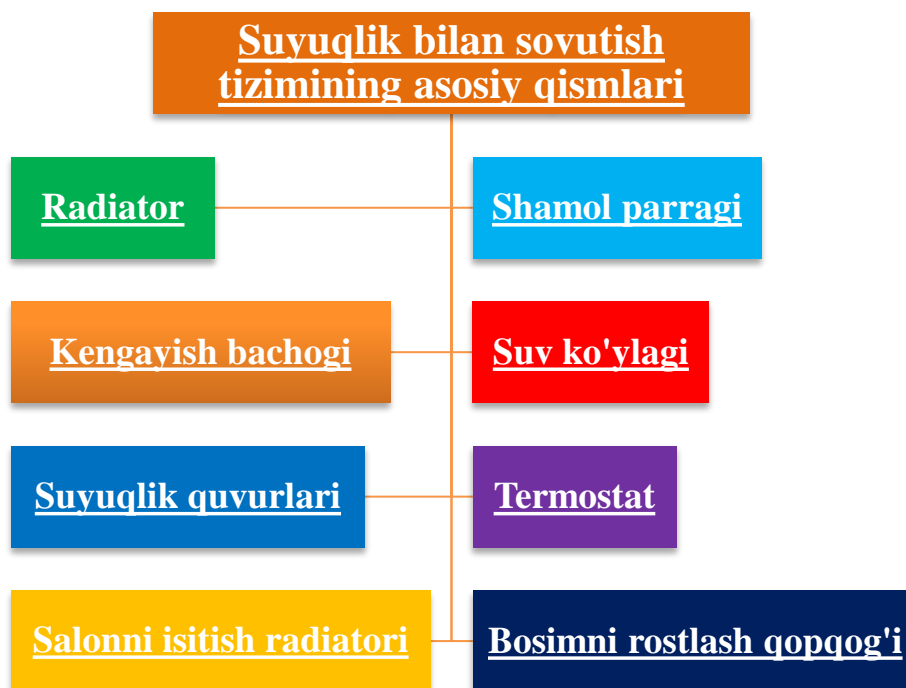 Suyuqlik bilan sovutish
tizimining asosiy qismlari
Radiator
Shamol parragi
Kengayish bachogi
Suv ko'ylagi
Suyuqlik quvurlari
Termostat
Salonni isitish radiatori
Bosimni rostlash qopqog'i